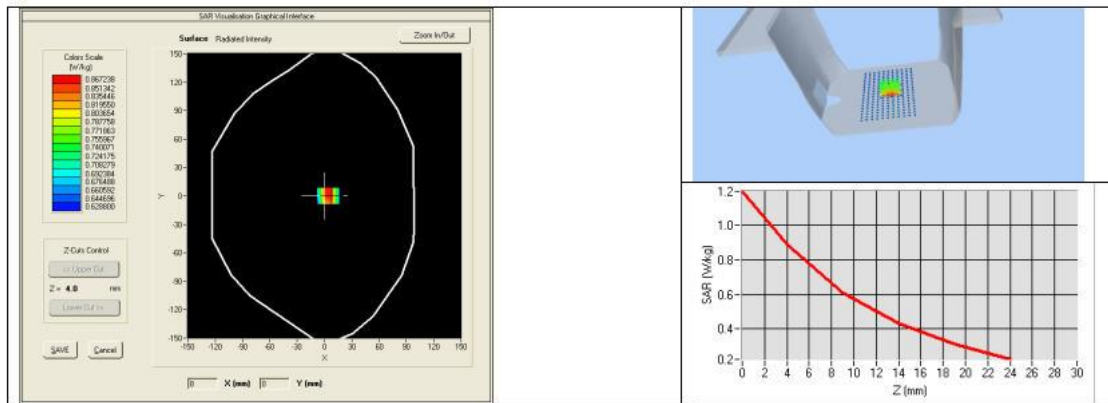 SAR Visualisation Graphical Interface
Surface Radiated Intensity
Zoom In/Out
Colors Scale
(W/kg)
0.867238
0.851342
0.835446
0.819550
0.803654
0.787758
0.771863
0.755967
0.740071
0.724175
0.708279
0.692384
0.676488
0.660592
0.644696
0.628800
Z-Cuts Control
<< Upper Cut
Z = 4.0 mm
Lower Cut >>
SAVE Cancel
150
120
90
60
30
0
-30
-60
-90
-120
-150
Y
-150 -120 -90 -60 -30 0 30 60 90 120 150
X
0 X (mm) 0 Y (mm)
1.2
1.0
0.8
0.6
0.4
0.2
SAR (W/kg)
0 2 4 6 8 10 12 14 16 18 20 22 24 26 28 30
Z (mm)